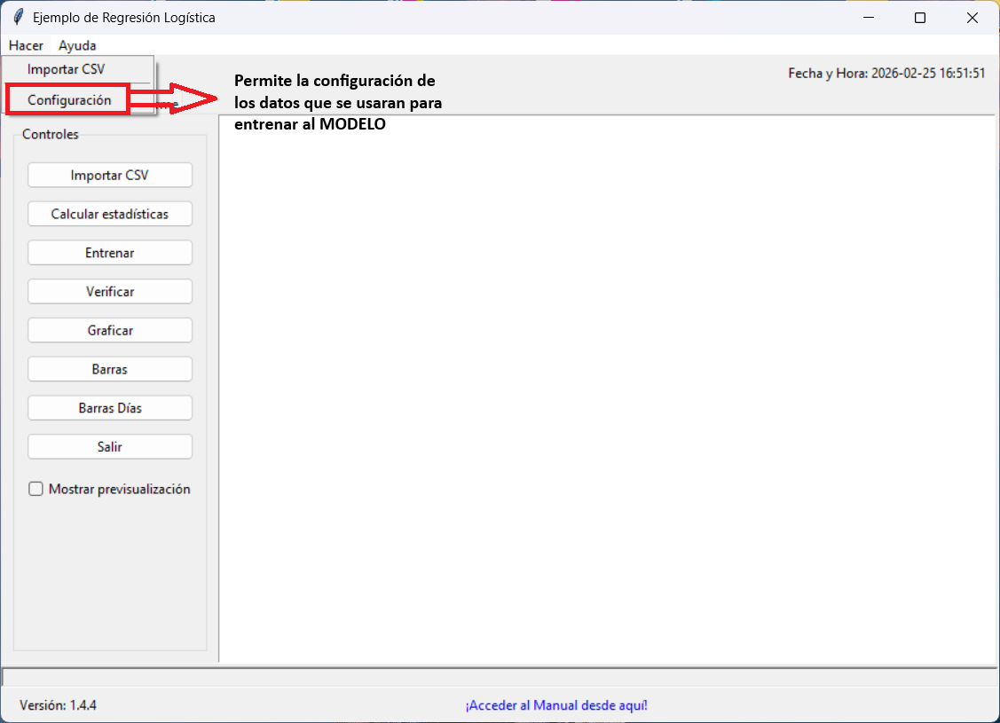 Ejemplo de Regresión Logística
Hacer Ayuda
Importar CSV
Configuración
Fecha y Hora: 2026-02-25 16:51:51
Permite la configuración de
los datos que se usaran para
entrenar al MODELO
Controles
Importar CSV
Calcular estadísticas
Entrenar
Verificar
Graficar
Barras
Barras Días
Salir
Mostrar previsualización
Versión: 1.4.4
¡Acceder al Manual desde aquí!